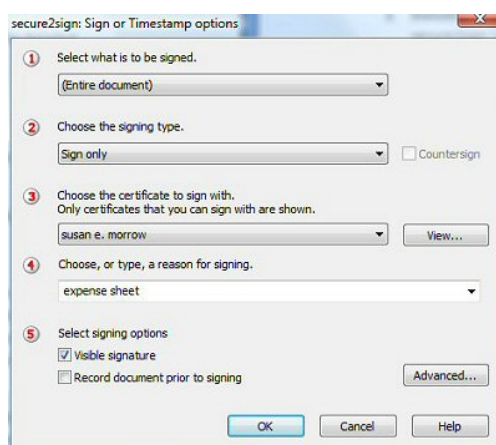 secure2sign: Sign or Timestamp options
1 Select what is to be signed.
(Entire document)
2 Choose the signing type.
Sign only
Countersign
3 Choose the certificate to sign with.
Only certificates that you can sign with are shown.
susan e. morrow
View...
4 Choose, or type, a reason for signing.
expense sheet
5 Select signing options
Visible signature
Record document prior to signing
Advanced...
OK Cancel Help